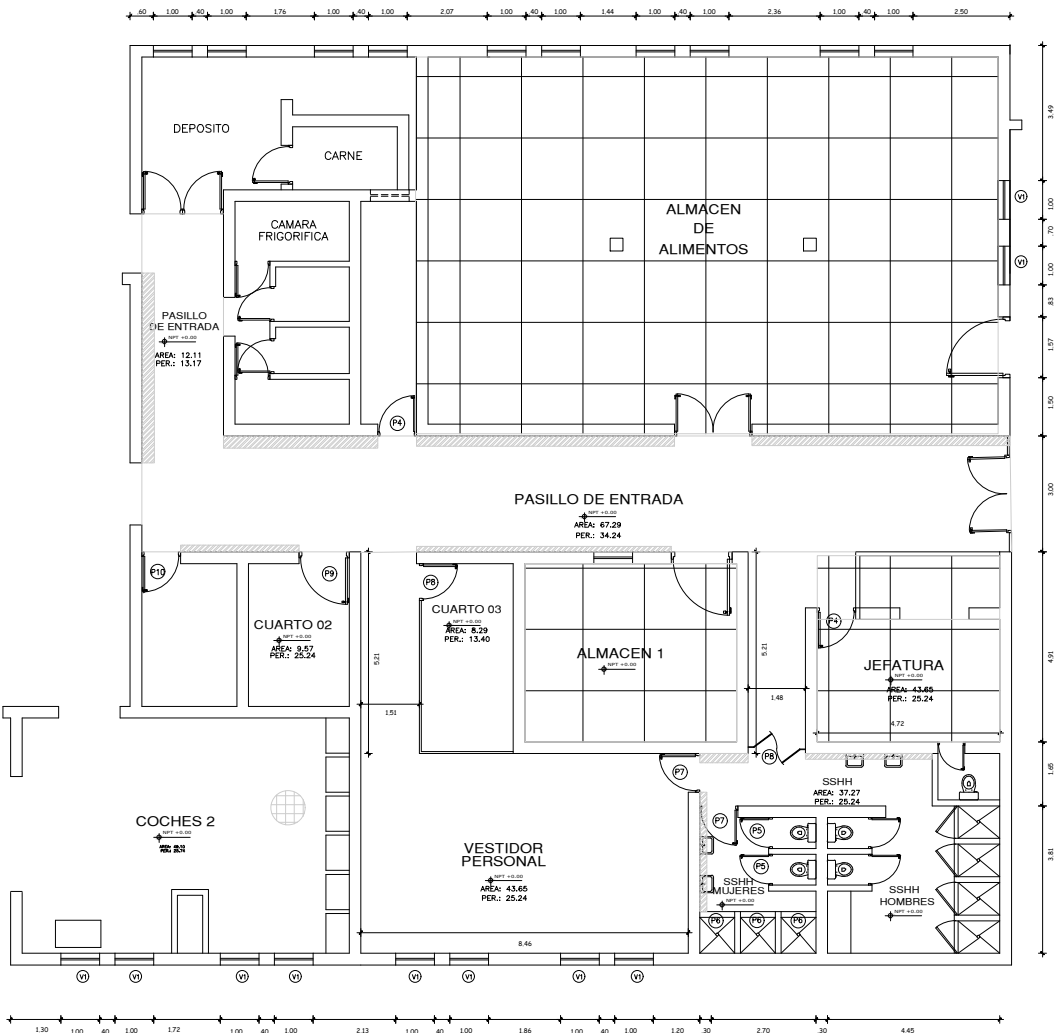 .60 1.00 .40 1.00 1.76 1.00 .40 1.00 2.07 1.00 .40 1.00 1.44 1.00 .40 1.00 2.36 1.00 .40 1.00 2.50
DEPOSITO
CARNE
3.49
CAMARA
FRIGORIFICA
ALMACEN
DE
ALIMENTOS
V1
1.00
.70
V1
1.00
.83
PASILLO
DE ENTRADA
NPT +0.00
AREA: 12.11
PER.: 13.17
1.57
1.50
P4
PASILLO DE ENTRADA
NPT +0.00
AREA: 67.29
PER.: 34.24
3.00
P10
P9
P8
CUARTO 02
NPT +0.00
AREA: 9.57
PER.: 25.24
CUARTO 03
NPT +0.00
AREA: 8.29
PER.: 13.40
5.21
1.51
ALMACEN 1
NPT +0.00
5.21
1.48
P4
JEFATURA
NPT +0.00
AREA: 43.65
PER.: 25.24
4.72
4.91
P8
P7
SSHH
AREA: 37.27
PER.: 25.24
1.65
COCHES 2
NPT +0.00
VESTIDOR
PERSONAL
NPT +0.00
AREA: 43.65
PER.: 25.24
P7
P5
P5
3.81
SSHH
MUJERES
NPT +0.00
SSHH
HOMBRES
NPT +0.00
P6 P6 P6
8.46
V1 V1 V1 V1 V1 V1 V1 V1
1.30 1.00 .40 1.00 1.72 1.00 .40 1.00 2.13 1.00 .40 1.00 1.86 1.00 .40 1.00 1.20 .30 2.70 .30 4.45